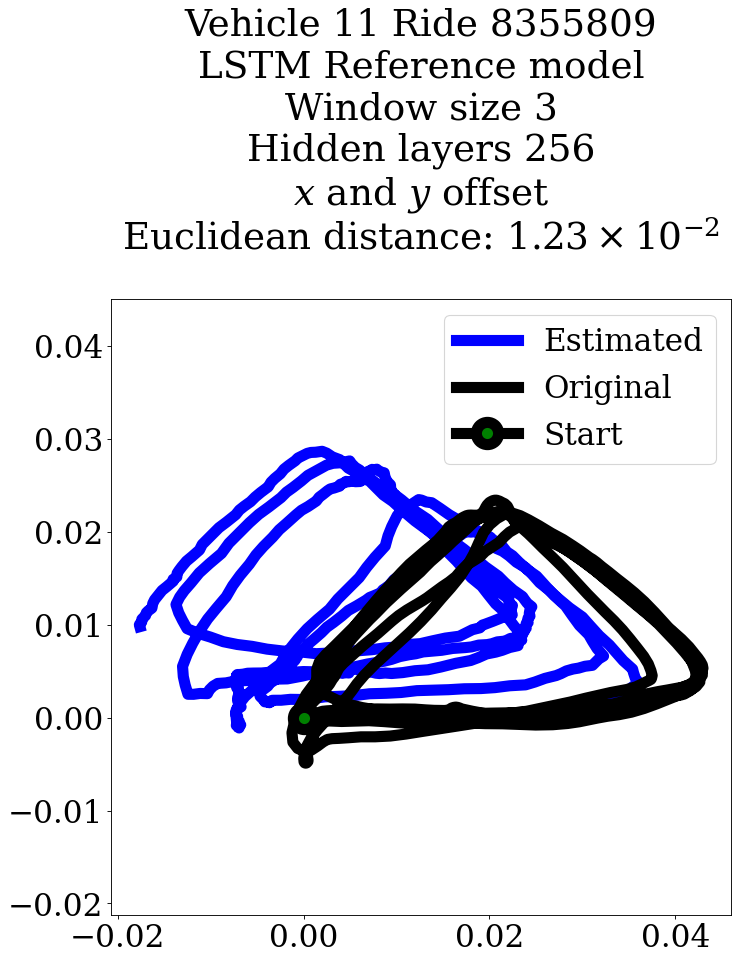 Vehicle 11 Ride 8355809
LSTM Reference model
Window size 3
Hidden layers 256
x and y offset
Euclidean distance: 1.23 × 10⁻²
Estimated
Original
Start
0.04
0.03
0.02
0.01
0.00
−0.01
−0.02
−0.02 0.00 0.02 0.04